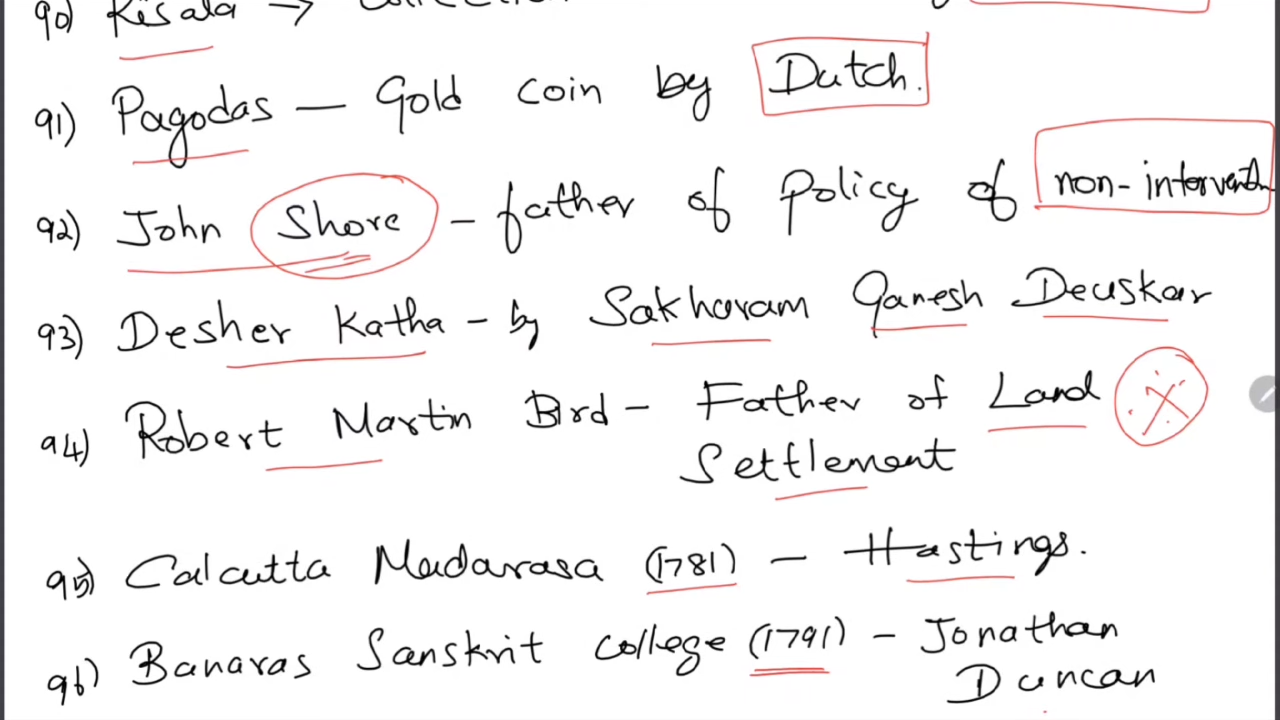 90) Kisala →
91) Pagodas — Gold coin by Dutch.
92) John Shore - father of policy of non-interventn
93) Desher Katha - by Sakharam Ganesh Deuskar
94) Robert Martin Bird - Father of Land
Settlement
95) Calcutta Madarasa (1781) - Hastings.
96) Banaras Sanskrit college (1791) - Jonathan
Duncan